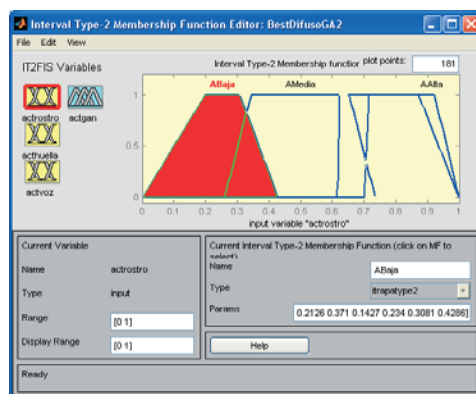 Interval Type-2 Membership Function Editor: BestDifusoGA2
File Edit View
IT2FIS Variables
Interval Type-2 Membership function plot points: 181
actrostro
actgan
acthuella
actvoz
ABaja AMedia AAlta
1
0.5
0
0 0.1 0.2 0.3 0.4 0.5 0.6 0.7 0.8 0.9 1
input variable "actrostro"
Current Variable
Name actrostro
Type input
Range [0 1]
Display Range [0 1]
Current Interval Type-2 Membership Function (click on MF to
select)
Name ABaja
Type itrapatype2
Params 0.2126 0.371 0.1427 0.234 0.3081 0.4286]
Help
Ready